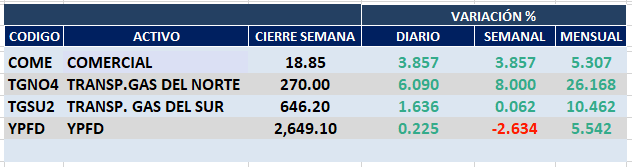 VARIACIÓN %
CODIGO ACTIVO CIERRE SEMANA DIARIO SEMANAL MENSUAL
COME COMERCIAL 18.85 3.857 3.857 5.307
TGNO4 TRANSP.GAS DEL NORTE 270.00 6.090 8.000 26.168
TGSU2 TRANSP. GAS DEL SUR 646.20 1.636 0.062 10.462
YPFD YPFD 2,649.10 0.225 -2.634 5.542